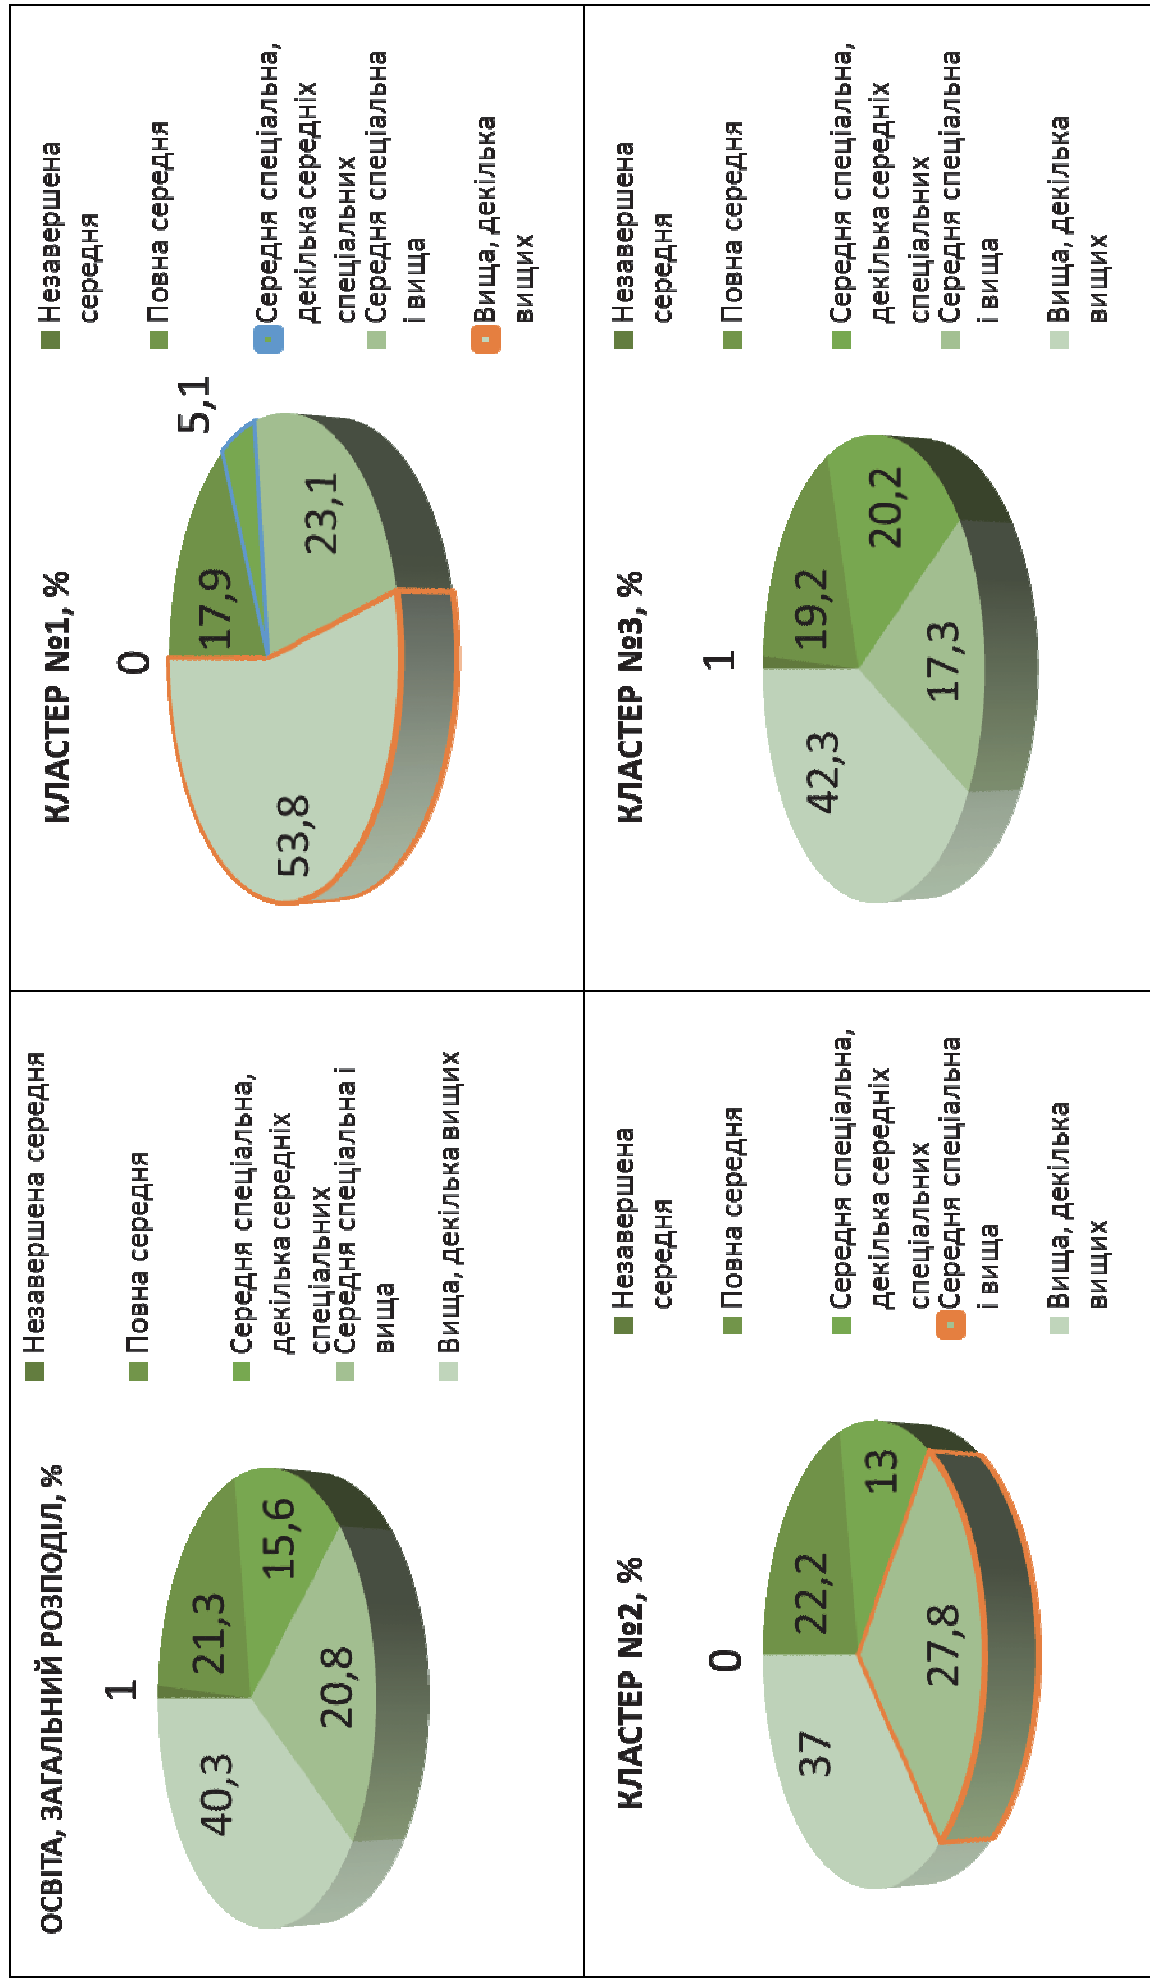 ОСВІТА, ЗАГАЛЬНИЙ РОЗПОДІЛ, %
1
21,3
15,6
20,8
40,3
Незавершена середня
Повна середня
Середня спеціальна,
декілька середніх
спеціальних
Середня спеціальна і
вища
Вища, декілька вищих
КЛАСТЕР №1, %
0
17,9
5,1
23,1
53,8
Незавершена
середня
Повна середня
Середня спеціальна,
декілька середніх
спеціальних
Середня спеціальна
і вища
Вища, декілька
вищих
КЛАСТЕР №2, %
0
22,2
13
27,8
37
Незавершена
середня
Повна середня
Середня спеціальна,
декілька середніх
спеціальних
Середня спеціальна
і вища
Вища, декілька
вищих
КЛАСТЕР №3, %
1
19,2
20,2
17,3
42,3
Незавершена
середня
Повна середня
Середня спеціальна,
декілька середніх
спеціальних
Середня спеціальна
і вища
Вища, декілька
вищих